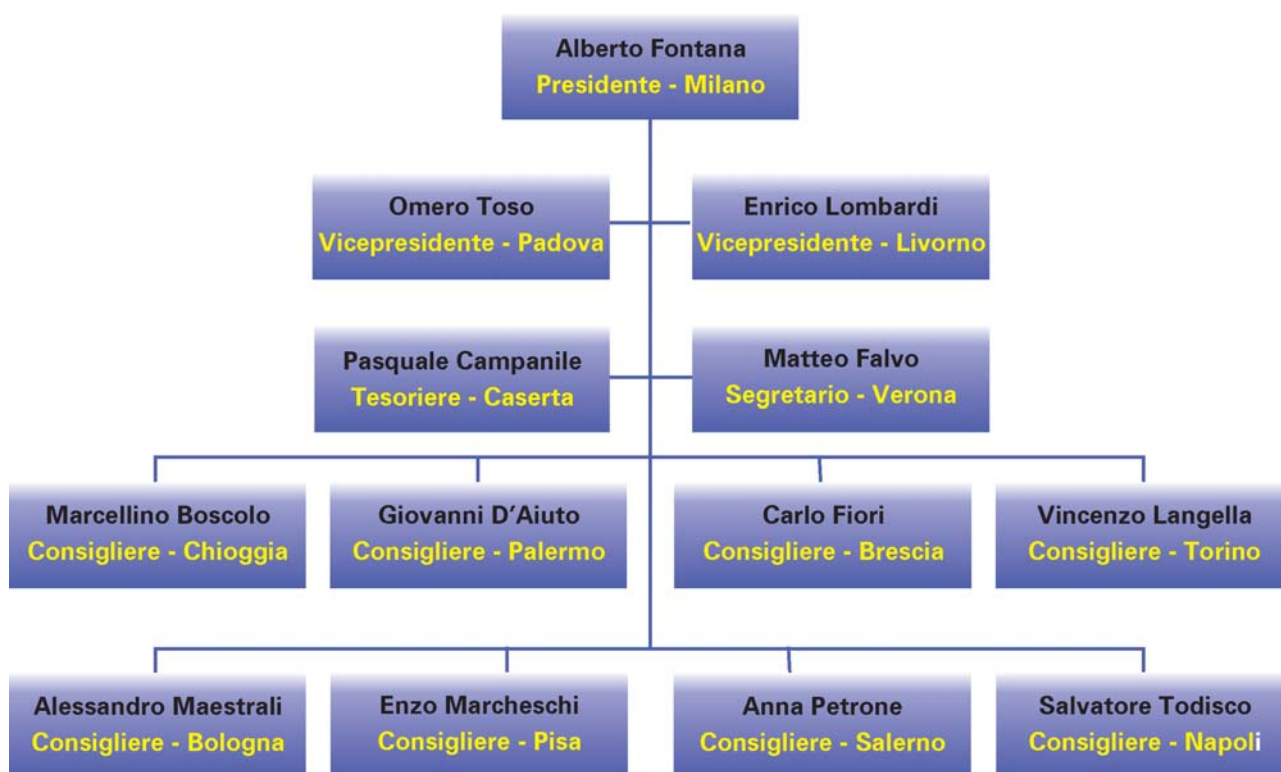 Alberto Fontana
Presidente - Milano
Omero Toso
Vicepresidente - Padova
Enrico Lombardi
Vicepresidente - Livorno
Pasquale Campanile
Tesoriere - Caserta
Matteo Falvo
Segretario - Verona
Marcellino Boscolo
Consigliere - Chioggia
Giovanni D'Aiuto
Consigliere - Palermo
Carlo Fiori
Consigliere - Brescia
Vincenzo Langella
Consigliere - Torino
Alessandro Maestrali
Consigliere - Bologna
Enzo Marcheschi
Consigliere - Pisa
Anna Petrone
Consigliere - Salerno
Salvatore Todisco
Consigliere - Napoli